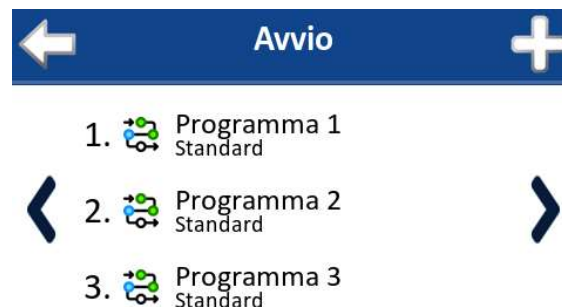 Avvio
1. Programma 1
Standard
2. Programma 2
Standard
3. Programma 3
Standard